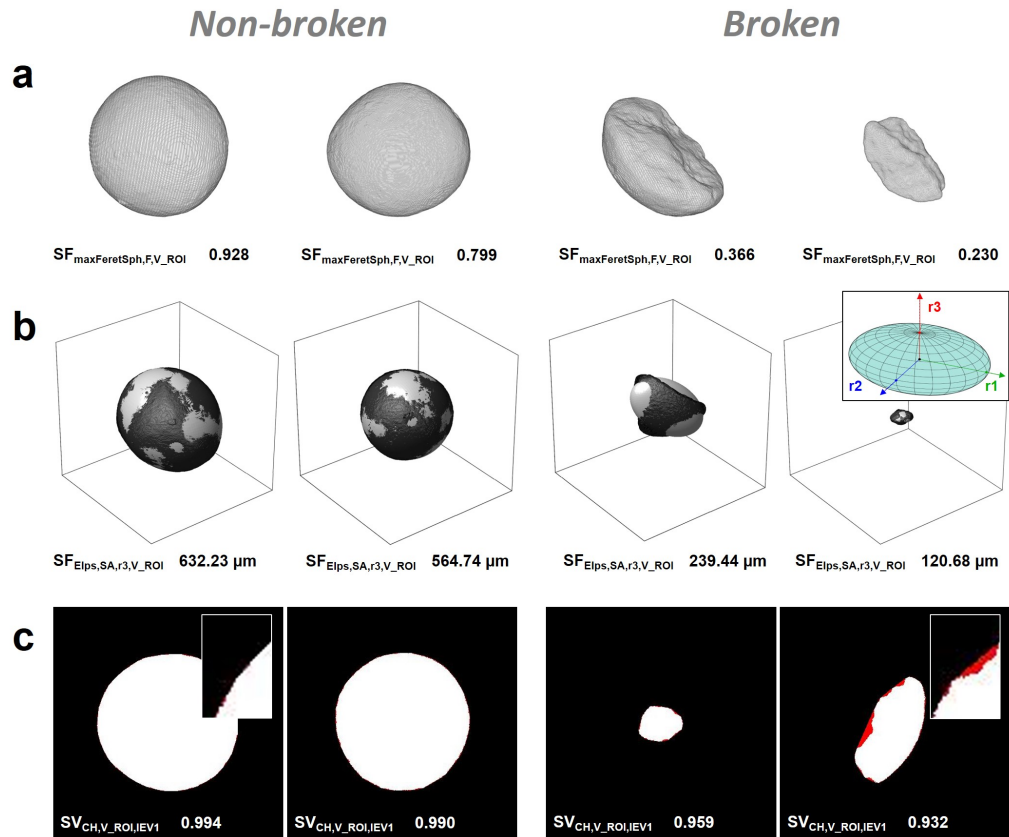 Non-broken Broken
a
SFmaxFeretSph,F,V_ROI 0.928 SFmaxFeretSph,F,V_ROI 0.799 SFmaxFeretSph,F,V_ROI 0.366 SFmaxFeretSph,F,V_ROI 0.230
b
r3
r2 r1
SFElps,SA,r3,V_ROI 632.23 µm SFElps,SA,r3,V_ROI 564.74 µm SFElps,SA,r3,V_ROI 239.44 µm SFElps,SA,r3,V_ROI 120.68 µm
c
SVCH,V_ROI,IEV1 0.994 SVCH,V_ROI,IEV1 0.990 SVCH,V_ROI,IEV1 0.959 SVCH,V_ROI,IEV1 0.932